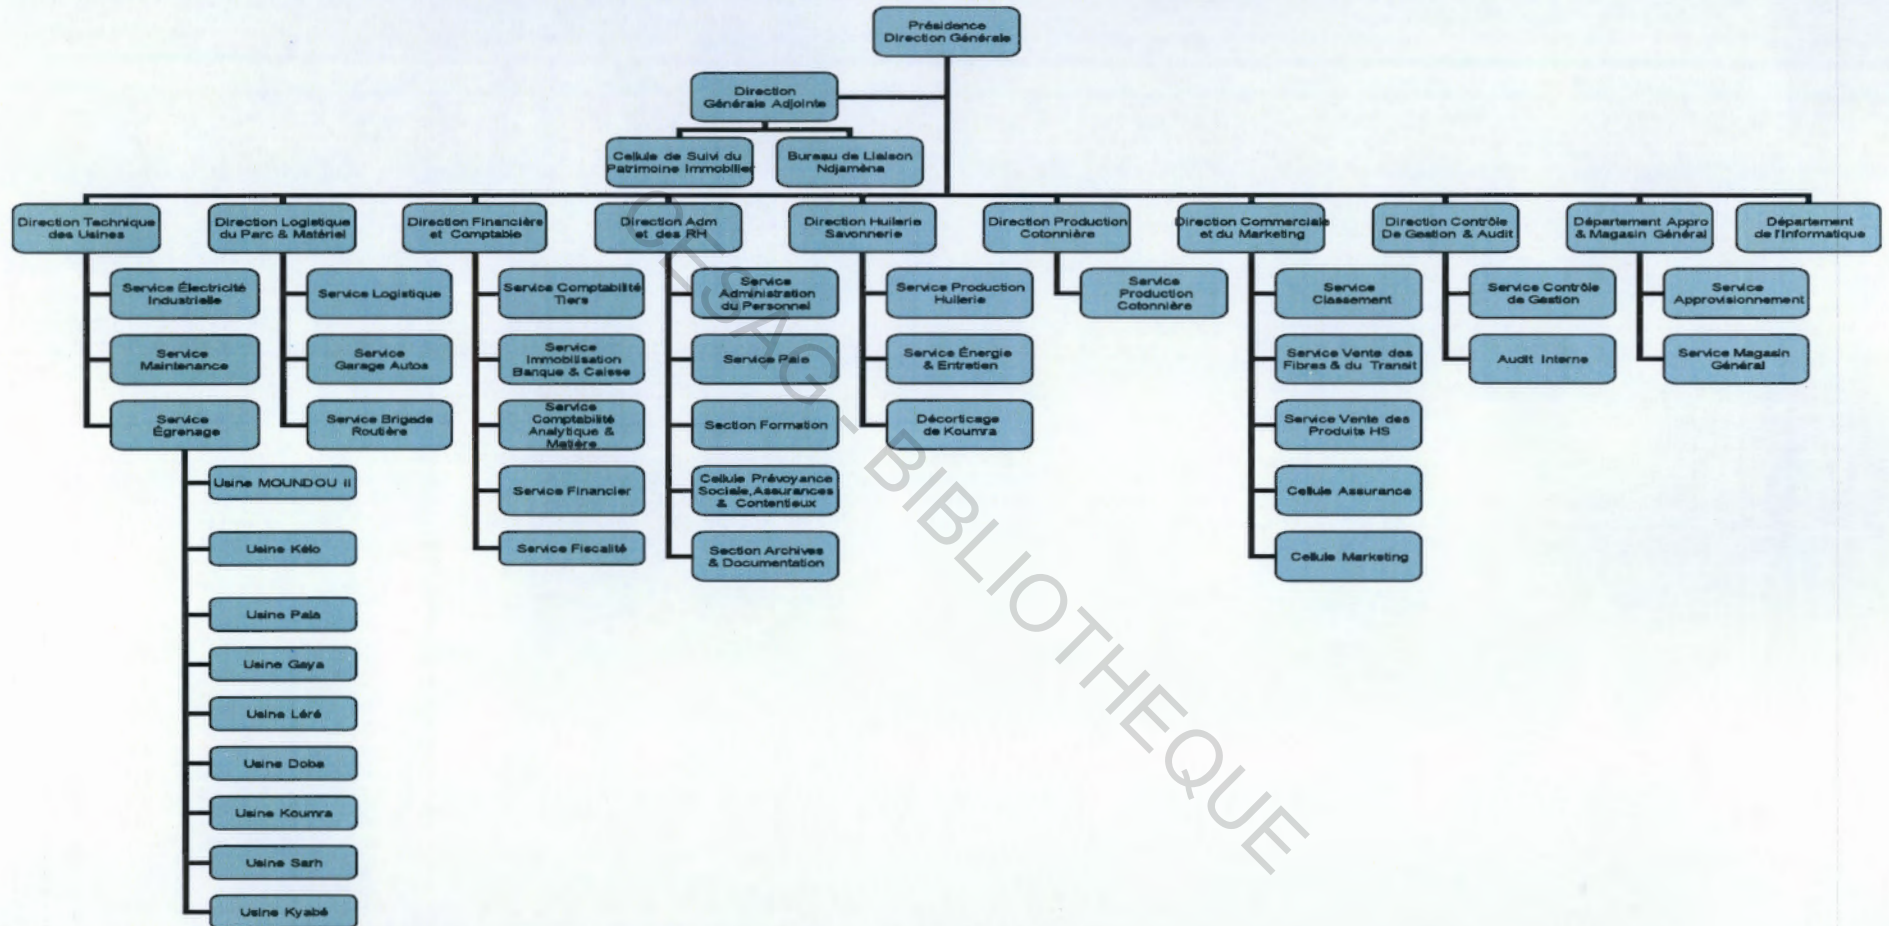 Présidence
Direction Générale
Direction
Générale Adjointe
Cellule de Suivi du
Patrimoine Immobilier
Bureau de Liaison
Ndjaména
Direction Technique
des Usines
Direction Logistique
du Parc & Matériel
Direction Financière
et Comptable
Direction Adm
et des RH
Direction Huilerie
Savonnerie
Direction Production
Cotonnière
Direction Commerciale
et du Marketing
Direction Contrôle
De Gestion & Audit
Département Appro
& Magasin Général
Département
de l'Informatique
Service Électricité
Industrielle
Service
Maintenance
Service
Égrenage
Usine MOUNDOU II
Usine Kélo
Usine Pala
Usine Gaya
Usine Léré
Usine Doba
Usine Koumra
Usine Sarh
Usine Kyabé
Service Logistique
Service
Garage Autos
Service Brigade
Routière
Service Comptabilité
Tiers
Service
Immobilisation
Banque & Caisse
Service
Comptabilité
Analytique &
Matière
Service Financier
Service Fiscalité
Service
Administration
du Personnel
Service Paie
Section Formation
Cellule Prévoyance
Sociale, Assurances
& Contentieux
Section Archives
& Documentation
Service Production
Huilerie
Service Énergie
& Entretien
Décorticage
de Koumra
Service
Production
Cotonnière
Service
Classement
Service Vente des
Fibres & du Transit
Service Vente des
Produits HS
Cellule Assurance
Cellule Marketing
Service Contrôle
de Gestion
Audit Interne
Service
Approvisionnement
Service Magasin
Général
CESAG - BIBLIOTHEQUE